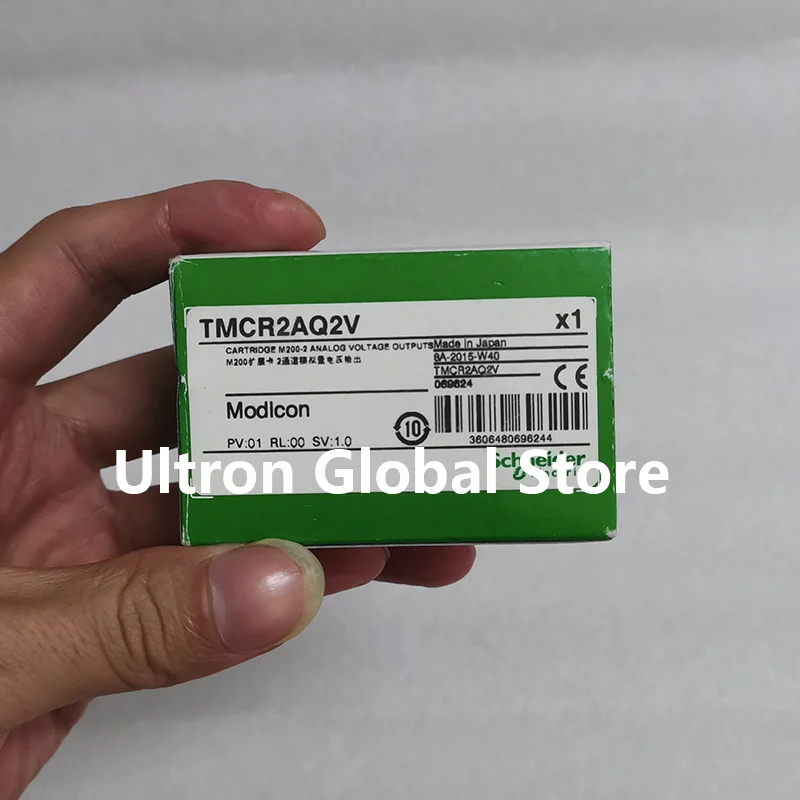 TMCR2AQ2V
x1
CARTRIDGE M200-2 ANALOG VOLTAGE OUTPUTS
M200扩展卡 2通道模拟量电压输出
Made in Japan
8A-2015-W40
TMCR2AQ2V
069624
CE
Modicon
10
PV:01 RL:00 SV:1.0
3606480696244
Schneider
Ultron Global Store